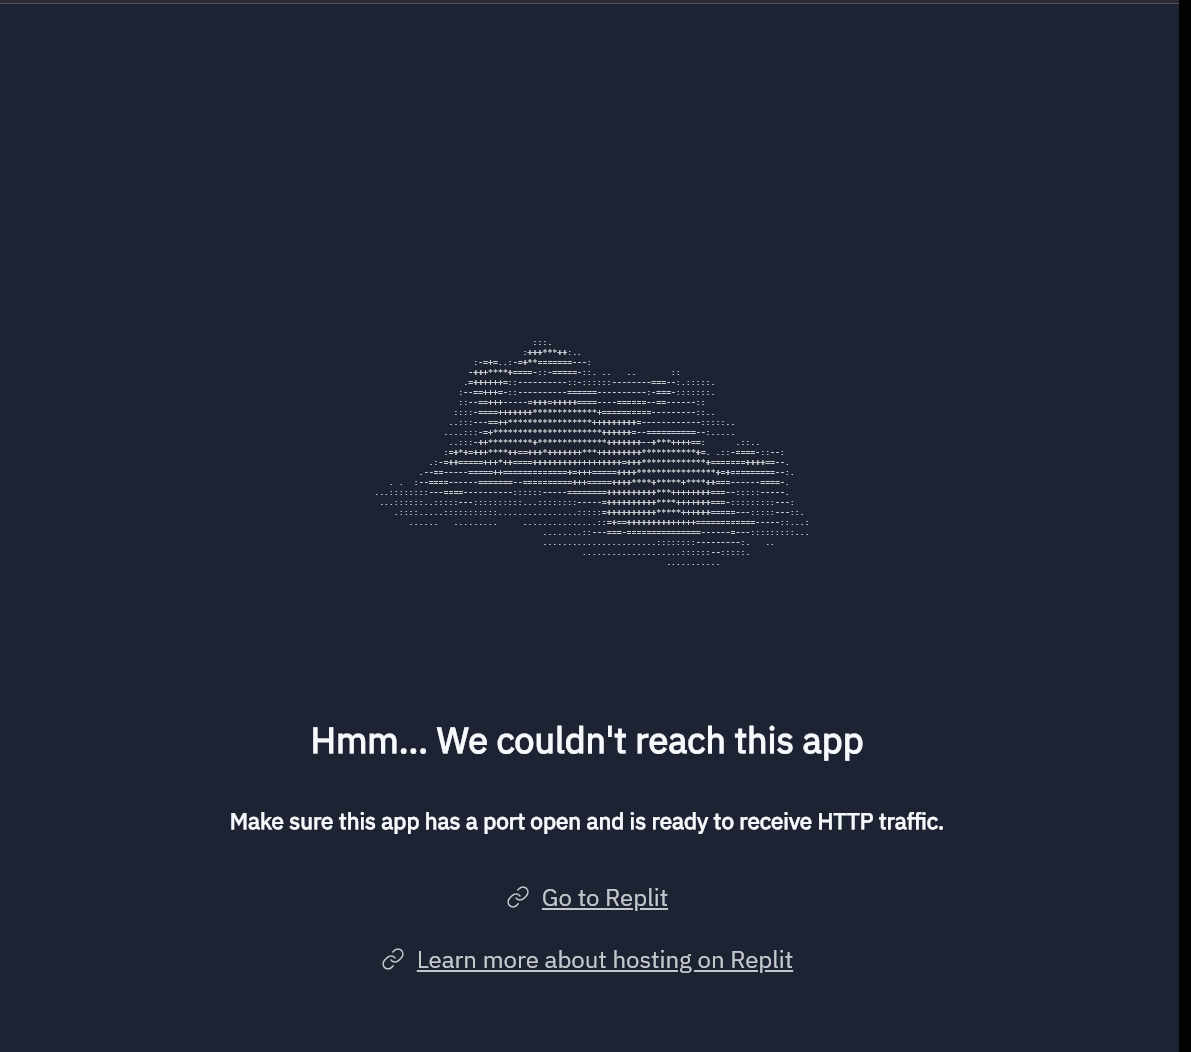 Hmm... We couldn't reach this app
Make sure this app has a port open and is ready to receive HTTP traffic.
Go to Replit
Learn more about hosting on Replit